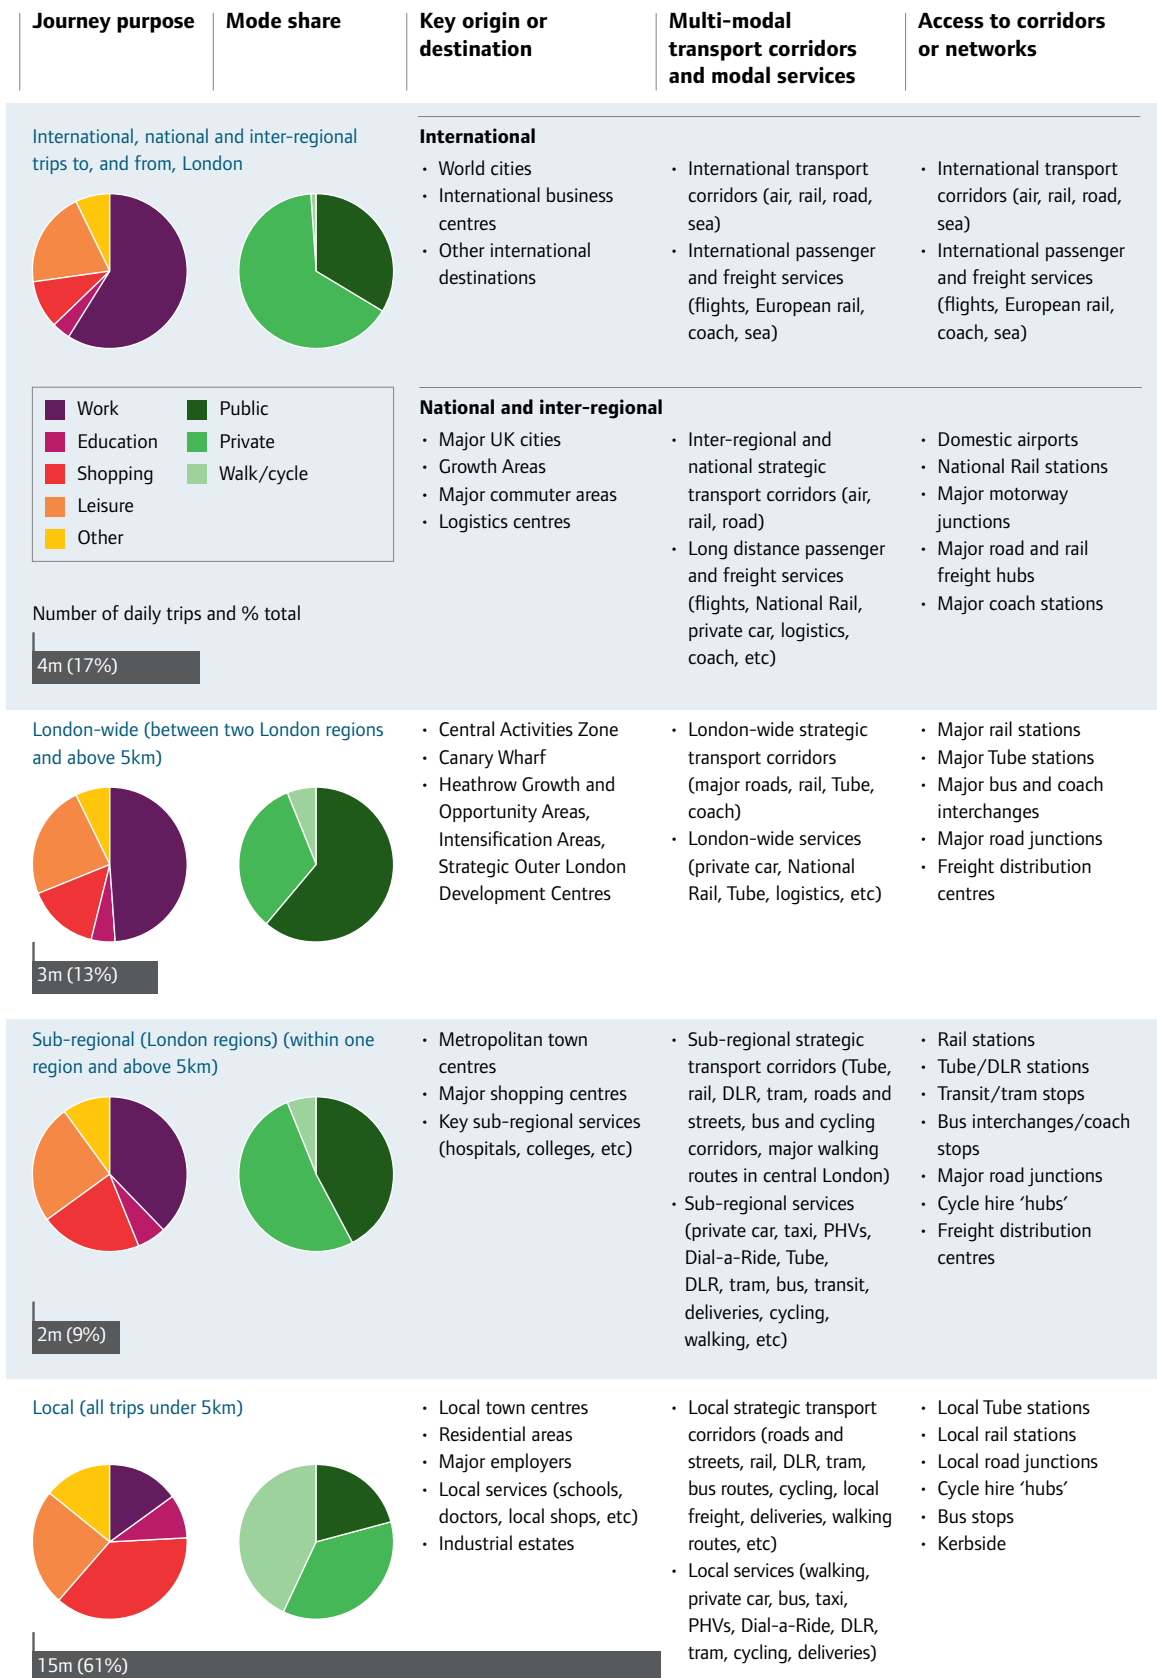 Journey purpose
Mode share
Key origin or
destination
Multi-modal
transport corridors
and modal services
Access to corridors
or networks
International, national and inter-regional
trips to, and from, London
International
· World cities
· International business
centres
· Other international
destinations
· International transport
corridors (air, rail, road,
sea)
· International passenger
and freight services
(flights, European rail,
coach, sea)
· International transport
corridors (air, rail, road,
sea)
· International passenger
and freight services
(flights, European rail,
coach, sea)
Work
Education
Shopping
Leisure
Other
Public
Private
Walk/cycle
Number of daily trips and % total
4m (17%)
National and inter-regional
· Major UK cities
· Growth Areas
· Major commuter areas
· Logistics centres
· Inter-regional and
national strategic
transport corridors (air,
rail, road)
· Long distance passenger
and freight services
(flights, National Rail,
private car, logistics,
coach, etc)
· Domestic airports
· National Rail stations
· Major motorway
junctions
· Major road and rail
freight hubs
· Major coach stations
London-wide (between two London regions
and above 5km)
3m (13%)
· Central Activities Zone
· Canary Wharf
· Heathrow Growth and
Opportunity Areas,
Intensification Areas,
Strategic Outer London
Development Centres
· London-wide strategic
transport corridors
(major roads, rail, Tube,
coach)
· London-wide services
(private car, National
Rail, Tube, logistics, etc)
· Major rail stations
· Major Tube stations
· Major bus and coach
interchanges
· Major road junctions
· Freight distribution
centres
Sub-regional (London regions) (within one
region and above 5km)
2m (9%)
· Metropolitan town
centres
· Major shopping centres
· Key sub-regional services
(hospitals, colleges, etc)
· Sub-regional strategic
transport corridors (Tube,
rail, DLR, tram, roads and
streets, bus and cycling
corridors, major walking
routes in central London)
· Sub-regional services
(private car, taxi, PHVs,
Dial-a-Ride, Tube,
DLR, tram, bus, transit,
deliveries, cycling,
walking, etc)
· Rail stations
· Tube/DLR stations
· Transit/tram stops
· Bus interchanges/coach
stops
· Major road junctions
· Cycle hire ‘hubs’
· Freight distribution
centres
Local (all trips under 5km)
15m (61%)
· Local town centres
· Residential areas
· Major employers
· Local services (schools,
doctors, local shops, etc)
· Industrial estates
· Local strategic transport
corridors (roads and
streets, rail, DLR, tram,
bus routes, cycling, local
freight, deliveries, walking
routes, etc)
· Local services (walking,
private car, bus, taxi,
PHVs, Dial-a-Ride, DLR,
tram, cycling, deliveries)
· Local Tube stations
· Local rail stations
· Local road junctions
· Cycle hire ‘hubs’
· Bus stops
· Kerbside